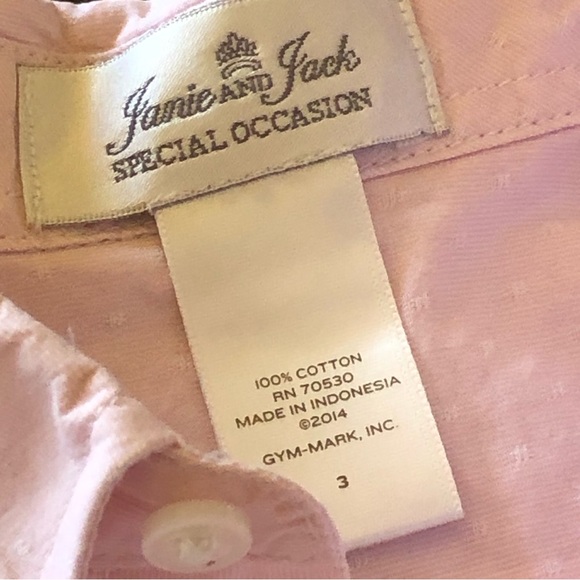 Janie AND Jack
SPECIAL OCCASION
100% COTTON
RN 70530
MADE IN INDONESIA
©2014
GYM-MARK, INC.
3